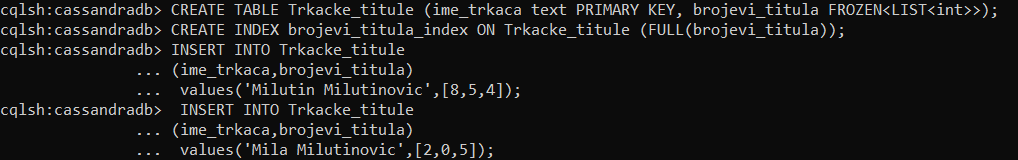 cqlsh:cassandradb> CREATE TABLE Trkacke_titule (ime_trkaca text PRIMARY KEY, brojevi_titula FROZEN<LIST<int>>);
cqlsh:cassandradb> CREATE INDEX brojevi_titula_index ON Trkacke_titule (FULL(brojevi_titula));
cqlsh:cassandradb> INSERT INTO Trkacke_titule
... (ime_trkaca,brojevi_titula)
...  values('Milutin Milutinovic',[8,5,4]);
cqlsh:cassandradb>  INSERT INTO Trkacke_titule
... (ime_trkaca,brojevi_titula)
...  values('Mila Milutinovic',[2,0,5]);